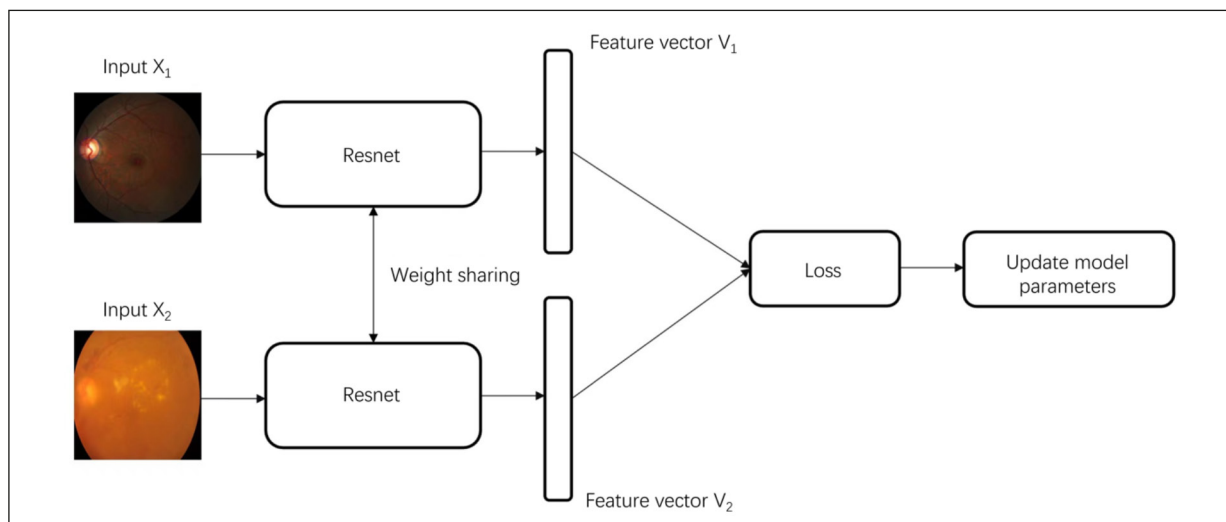 Feature vector V₁
Input X₁
Resnet
Weight sharing
Loss
Update model
parameters
Input X₂
Resnet
Feature vector V₂